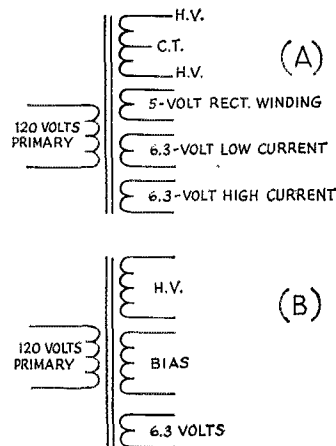 H.V.
C.T.
H.V.
(A)
5-VOLT RECT. WINDING
120 VOLTS
PRIMARY
6.3-VOLT LOW CURRENT
6.3-VOLT HIGH CURRENT
H.V.
(B)
120 VOLTS
PRIMARY
BIAS
6.3 VOLTS